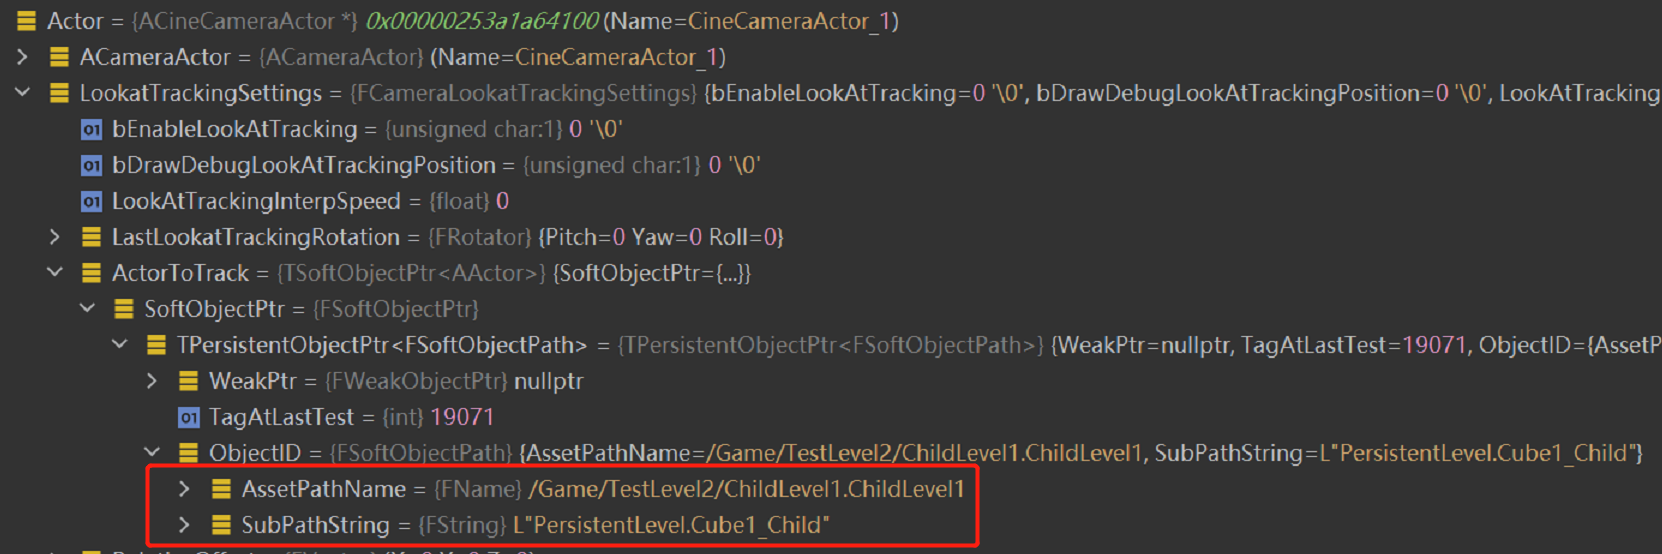 Actor = {ACineCameraActor *} 0x00000253a1a64100 (Name=CineCameraActor_1)
ACameraActor = {ACameraActor} (Name=CineCameraActor_1)
LookatTrackingSettings = {FCameraLookatTrackingSettings} {bEnableLookAtTracking=0 '\0', bDrawDebugLookAtTrackingPosition=0 '\0', LookAtTracking
01 bEnableLookAtTracking = {unsigned char:1} 0 '\0'
01 bDrawDebugLookAtTrackingPosition = {unsigned char:1} 0 '\0'
01 LookAtTrackingInterpSpeed = {float} 0
LastLookatTrackingRotation = {FRotator} {Pitch=0 Yaw=0 Roll=0}
ActorToTrack = {TSoftObjectPtr<AActor>} {SoftObjectPtr={...}}
SoftObjectPtr = {FSoftObjectPtr}
TPersistentObjectPtr<FSoftObjectPath> = {TPersistentObjectPtr<FSoftObjectPath>} {WeakPtr=nullptr, TagAtLastTest=19071, ObjectID={AssetP
WeakPtr = {FWeakObjectPtr} nullptr
01 TagAtLastTest = {int} 19071
ObjectID = {FSoftObjectPath} {AssetPathName=/Game/TestLevel2/ChildLevel1.ChildLevel1, SubPathString=L"PersistentLevel.Cube1_Child"}
AssetPathName = {FName} /Game/TestLevel2/ChildLevel1.ChildLevel1
SubPathString = {FString} L"PersistentLevel.Cube1_Child"